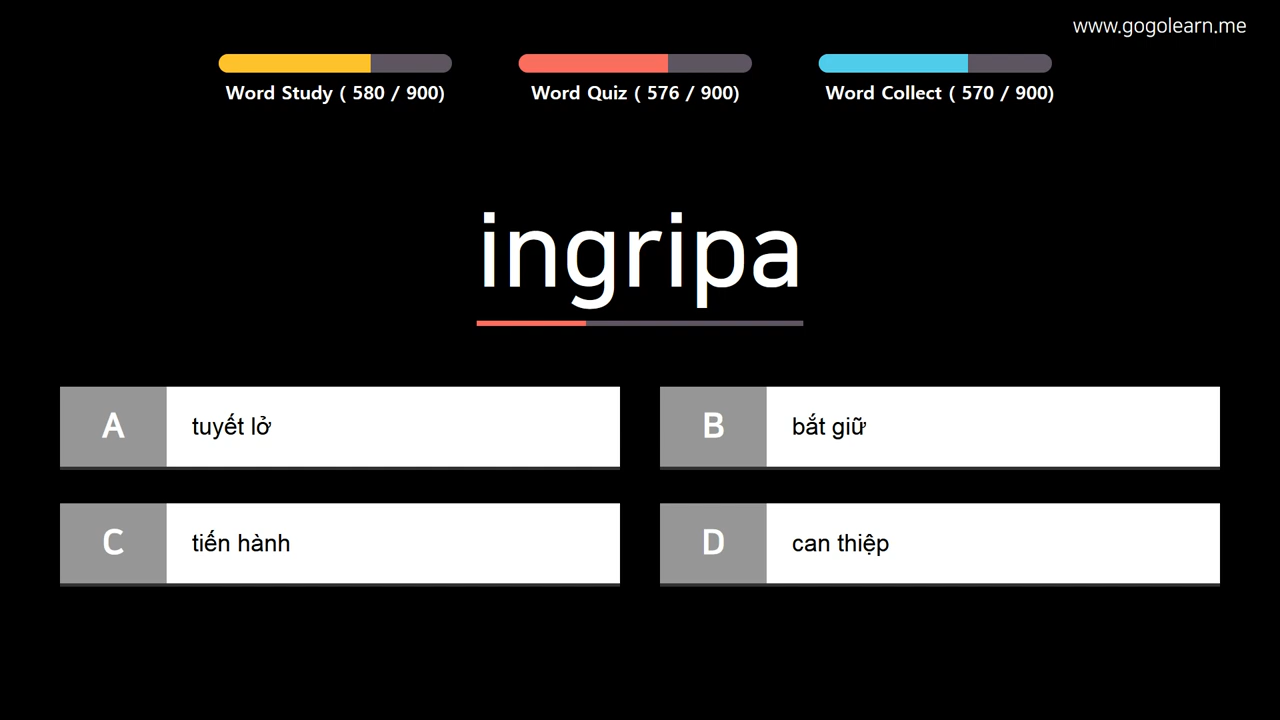 www.gogolearn.me
Word Study ( 580 / 900)
Word Quiz ( 576 / 900)
Word Collect ( 570 / 900)
ingripa
A
tuyết lở
B
bắt giữ
C
tiến hành
D
can thiệp